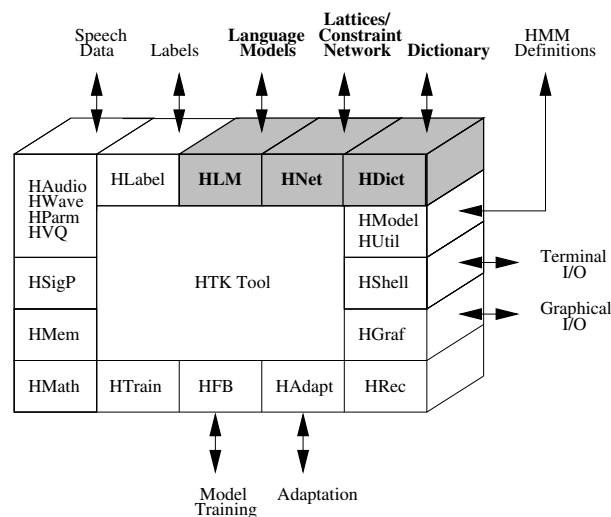 Speech
Data
Labels
Language
Models
Lattices/
Constraint
Network
Dictionary
HMM
Definitions
HAudio
HWave
HParm
HVQ
HLabel
HLM
HNet
HDict
HModel
HUtil
HSigP
HTK Tool
HShell
Terminal
I/O
HMem
HGraf
Graphical
I/O
HMath
HTrain
HFB
HAdapt
HRec
Model
Training
Adaptation